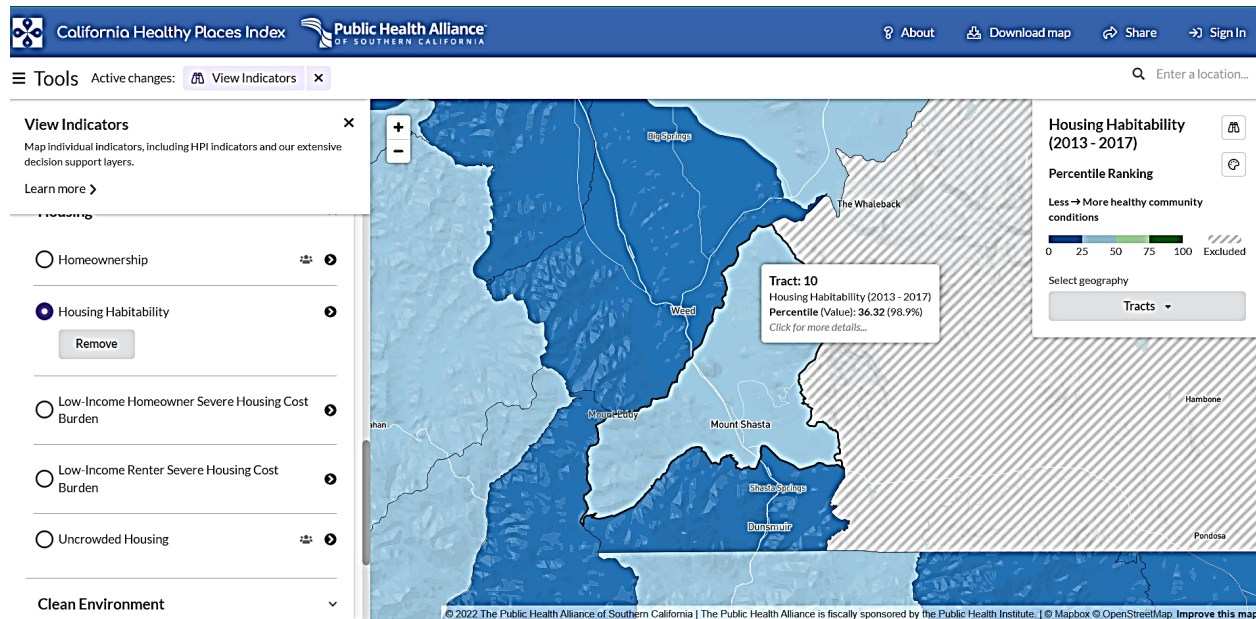 California Healthy Places Index
Public Health Alliance
OF SOUTHERN CALIFORNIA
About
Download map
Share
Sign In
Tools
Active changes:
View Indicators
Enter a location...
View Indicators
Map individual indicators, including HPI indicators and our extensive
decision support layers.
Learn more
Housing
Homeownership
Housing Habitability
Remove
Low-Income Homeowner Severe Housing Cost
Burden
Low-Income Renter Severe Housing Cost
Burden
Uncrowded Housing
Clean Environment
+
−
Big Springs
The Whaleback
Tract: 10
Housing Habitability (2013 - 2017)
Percentile (Value): 36.32 (98.9%)
Click for more details...
Weed
Mount Eddy
Mount Shasta
Shasta Springs
Dunsmuir
Hambone
Pondosa
Housing Habitability
(2013 - 2017)
Percentile Ranking
Less → More healthy community
conditions
0 25 50 75 100 Excluded
Select geography
Tracts
© 2022 The Public Health Alliance of Southern California | The Public Health Alliance is fiscally sponsored by the Public Health Institute. | © Mapbox © OpenStreetMap Improve this map